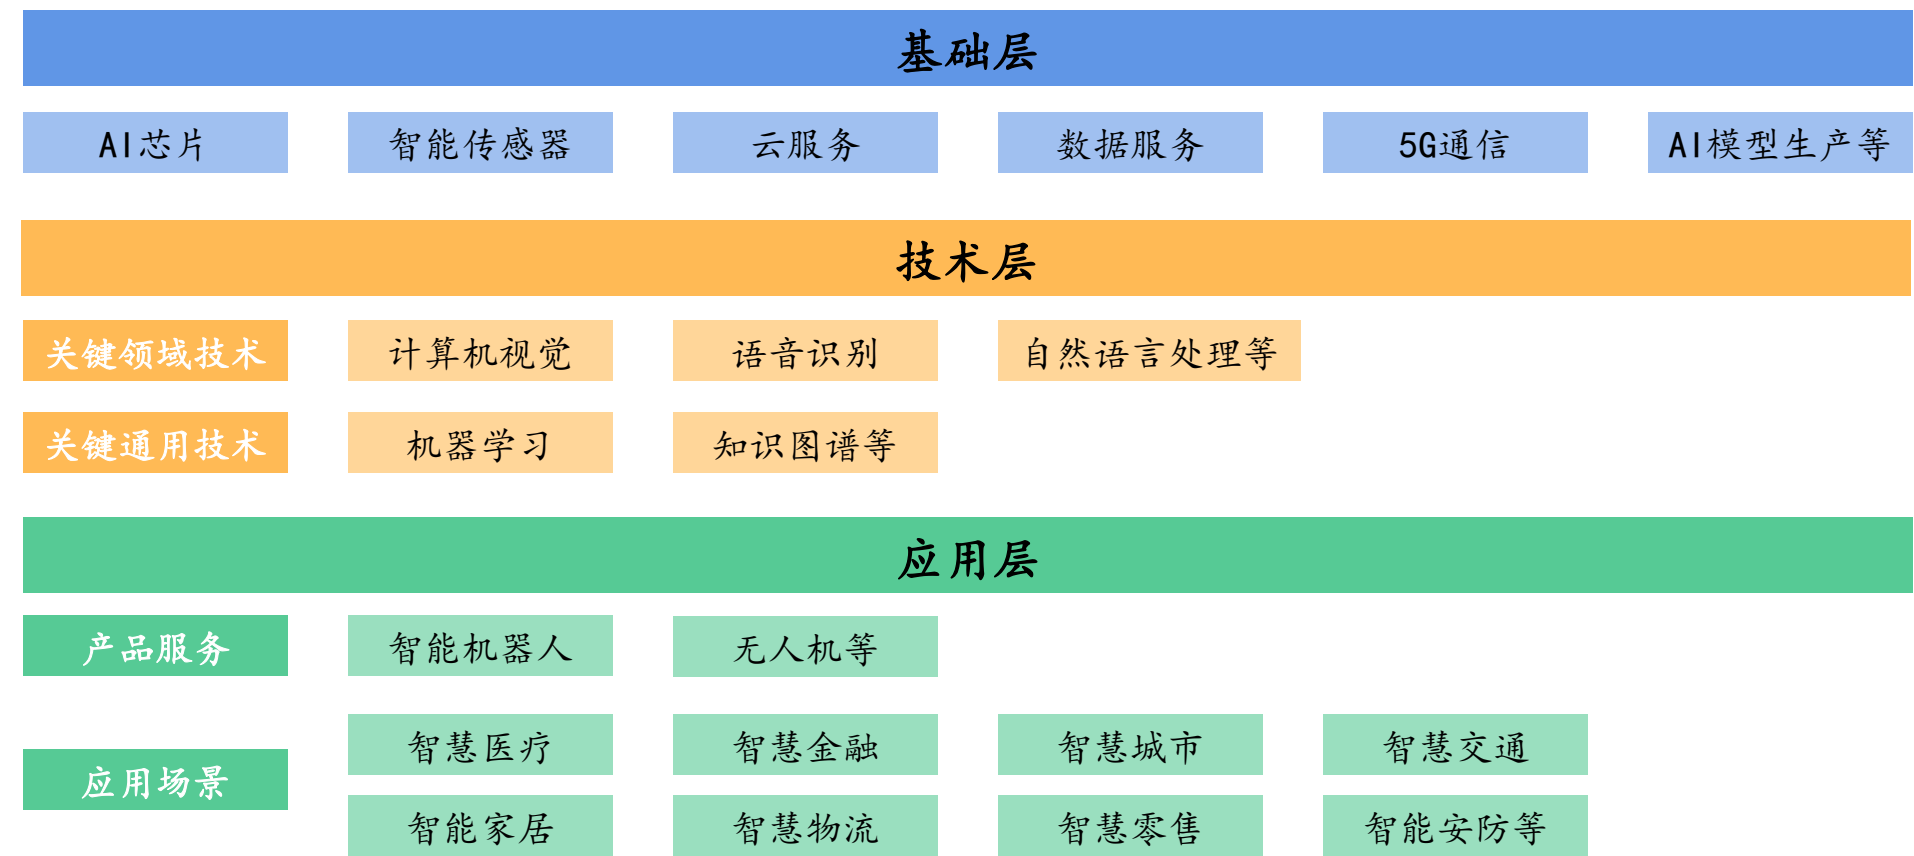 基础层
AI芯片 智能传感器 云服务 数据服务 5G通信 AI模型生产等
技术层
关键领域技术 计算机视觉 语音识别 自然语言处理等
关键通用技术 机器学习 知识图谱等
应用层
产品服务 智能机器人 无人机等
智慧医疗 智慧金融 智慧城市 智慧交通
应用场景
智能家居 智慧物流 智慧零售 智能安防等